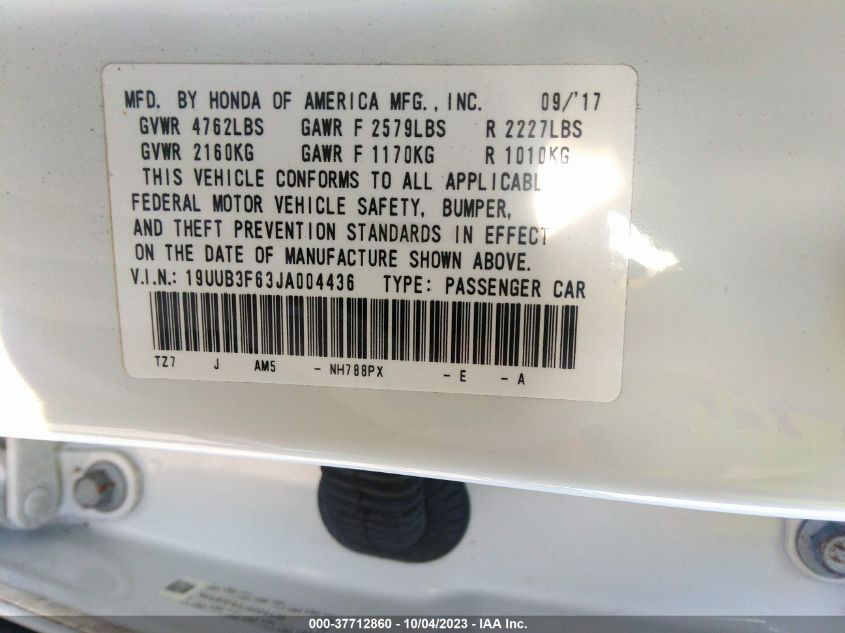 MFD. BY HONDA OF AMERICA MFG., INC. 09/'17
GVWR 4762LBS GAWR F 2579LBS R 2227LBS
GVWR 2160KG GAWR F 1170KG R 1010KG
THIS VEHICLE CONFORMS TO ALL APPLICABL
FEDERAL MOTOR VEHICLE SAFETY, BUMPER,
AND THEFT PREVENTION STANDARDS IN EFFECT
ON THE DATE OF MANUFACTURE SHOWN ABOVE.
V.I.N.: 19UUB3F63JA004436 TYPE: PASSENGER CAR
TZ7 J AM5 - NH788PX - E - A
000-37712860 - 10/04/2023 - IAA Inc.